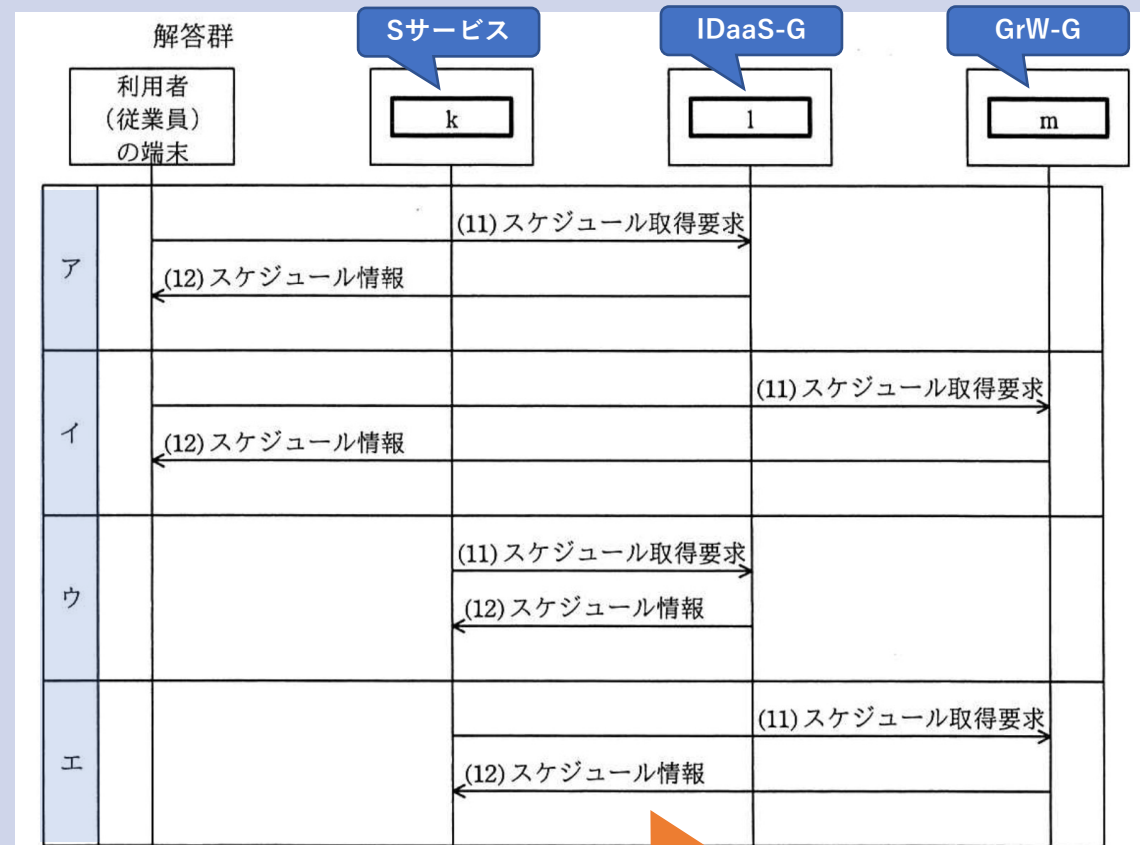 解答群
Sサービス
IDaaS-G
GrW-G
利用者
(従業員)
の端末
k
l
m
ア
(11)スケジュール取得要求
(12)スケジュール情報
イ
(11)スケジュール取得要求
(12)スケジュール情報
ウ
(11)スケジュール取得要求
(12)スケジュール情報
エ
(11)スケジュール取得要求
(12)スケジュール情報